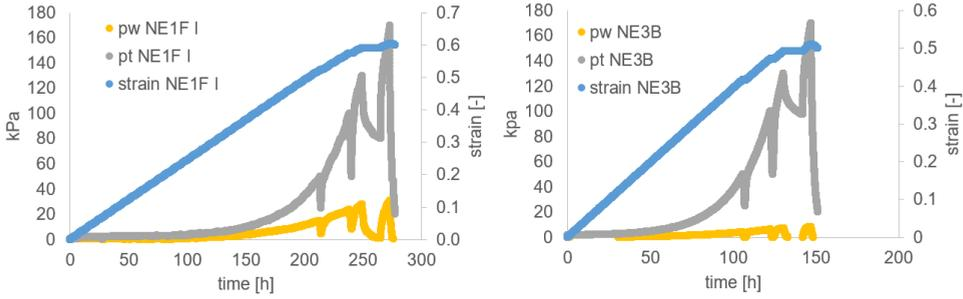 180
160
140
120
100
80
60
40
20
0
kPa
pw NE1F I
pt NE1F I
strain NE1F I
0.7
0.6
0.5
0.4
0.3
0.2
0.1
0.0
strain [-]
0 50 100 150 200 250 300
time [h]
180
160
140
120
100
80
60
40
20
0
kpa
pw NE3B
pt NE3B
strain NE3B
0.6
0.5
0.4
0.3
0.2
0.1
0
strain [-]
0 50 100 150 200
time [h]